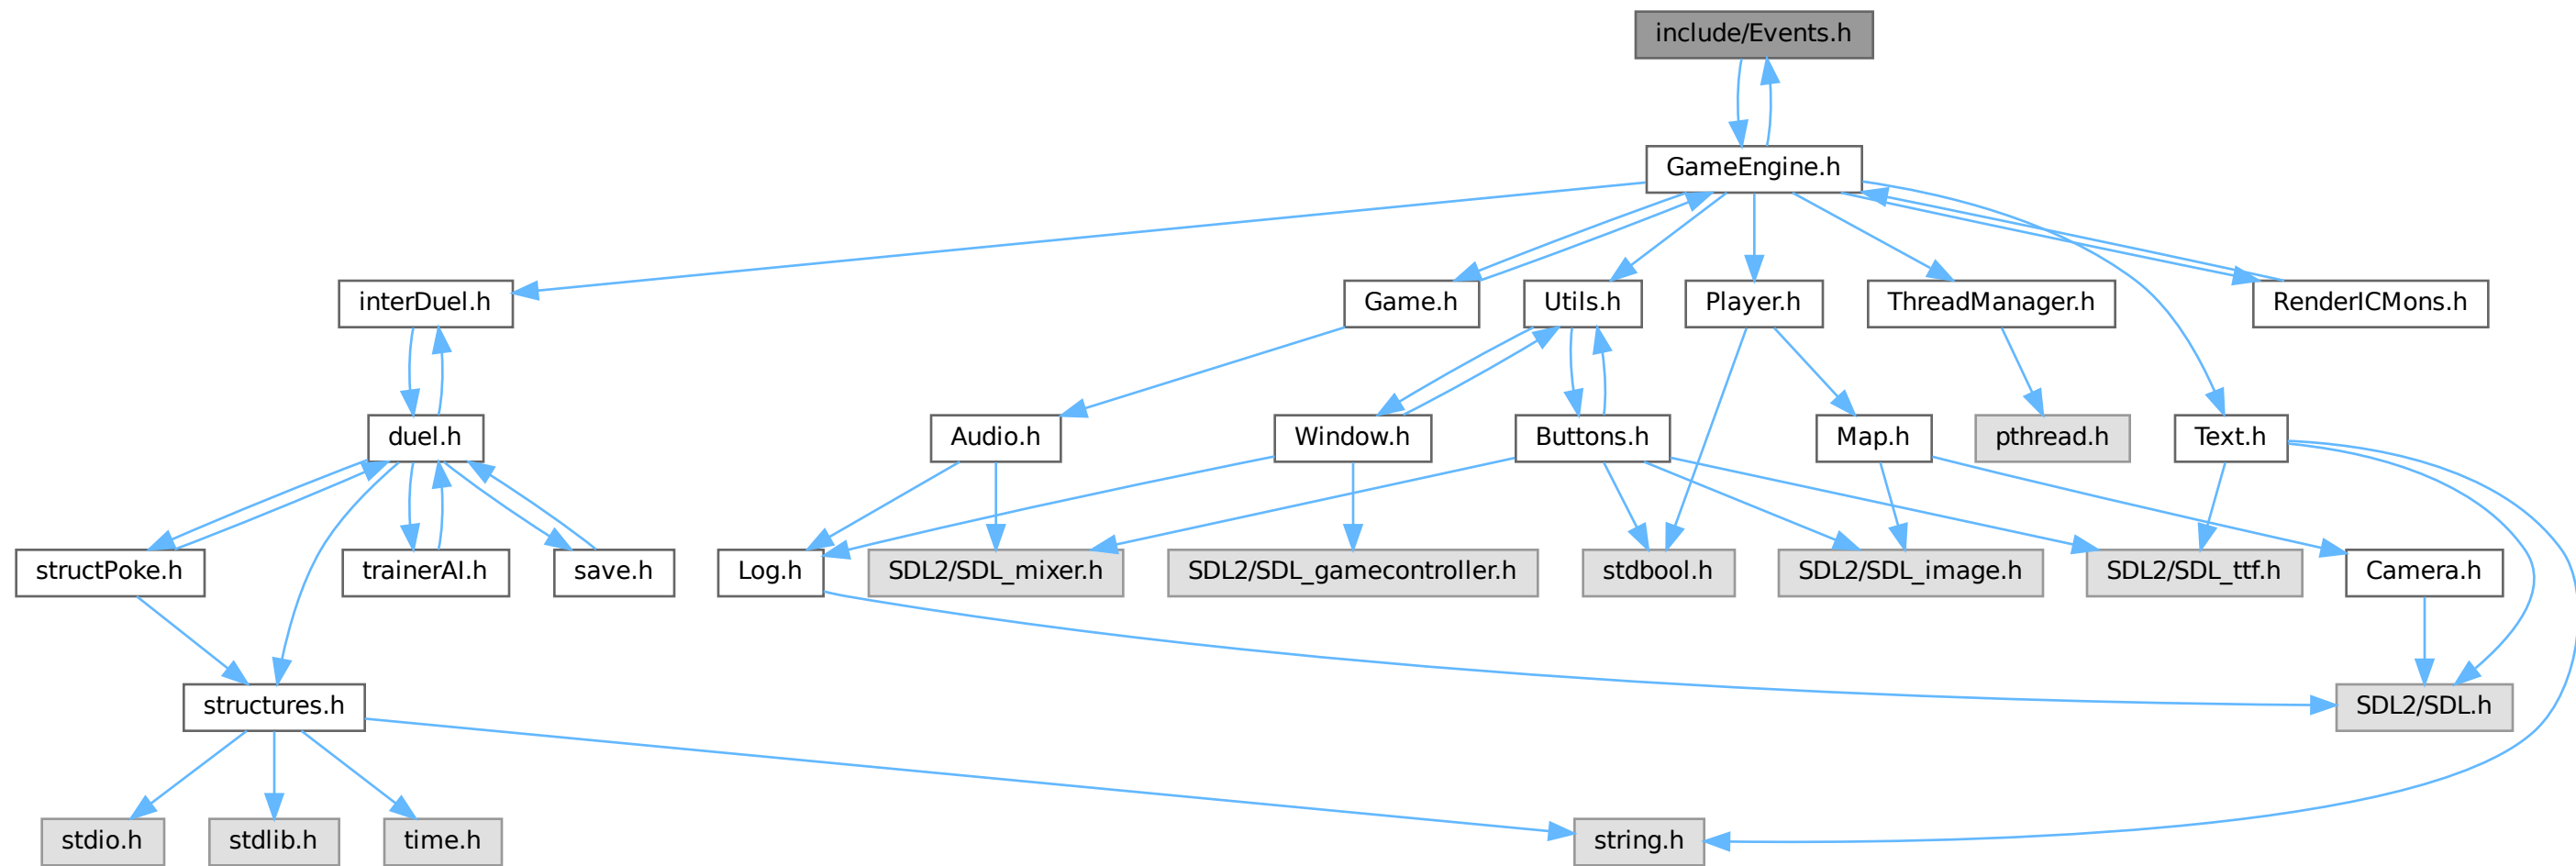 include/Events.h
GameEngine.h
interDuel.h
Game.h
Utils.h
Player.h
ThreadManager.h
RenderICMons.h
duel.h
Audio.h
Window.h
Buttons.h
Map.h
pthread.h
Text.h
structPoke.h
trainerAI.h
save.h
Log.h
SDL2/SDL_mixer.h
SDL2/SDL_gamecontroller.h
stdbool.h
SDL2/SDL_image.h
SDL2/SDL_ttf.h
Camera.h
structures.h
SDL2/SDL.h
stdio.h
stdlib.h
time.h
string.h